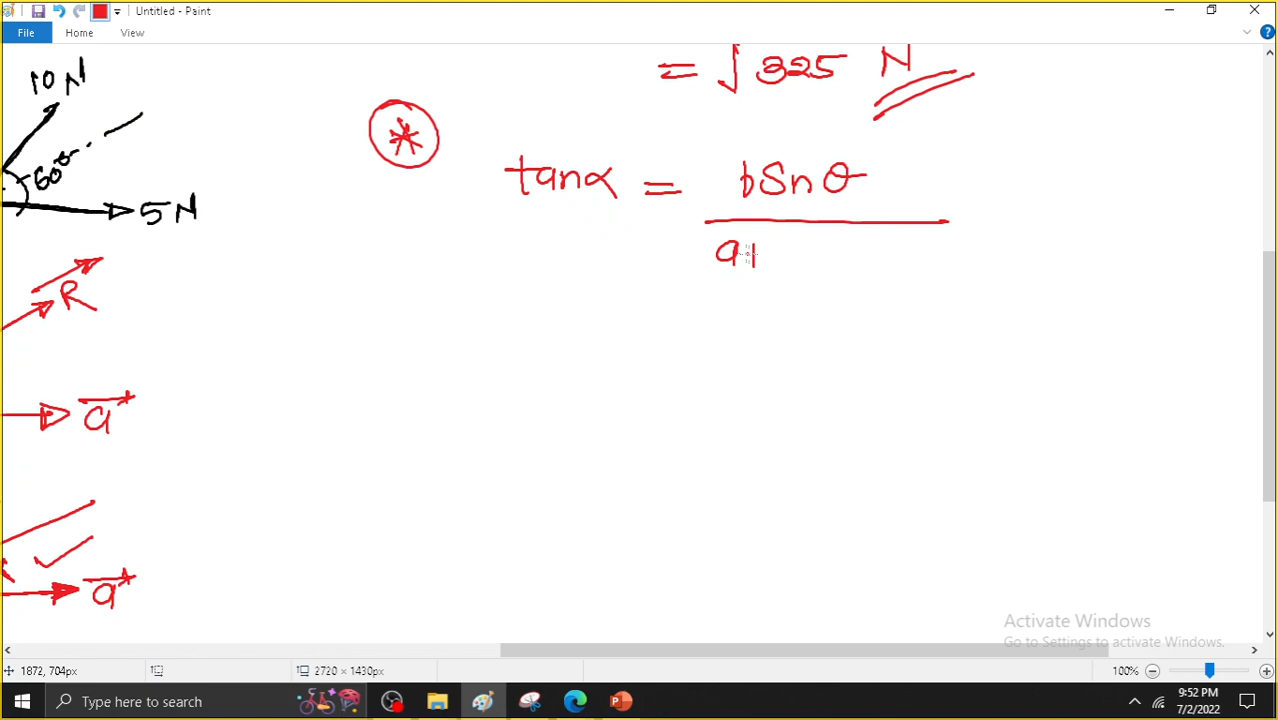 Untitled - Paint
File Home View
10 N
60°
5 N
R
a
a
= √325 N
*
tanα = bSnθ
a
Activate Windows
Go to Settings to activate Windows.
1872, 704px
2720 × 1430px
100%
Type here to search
9:52 PM
7/2/2022